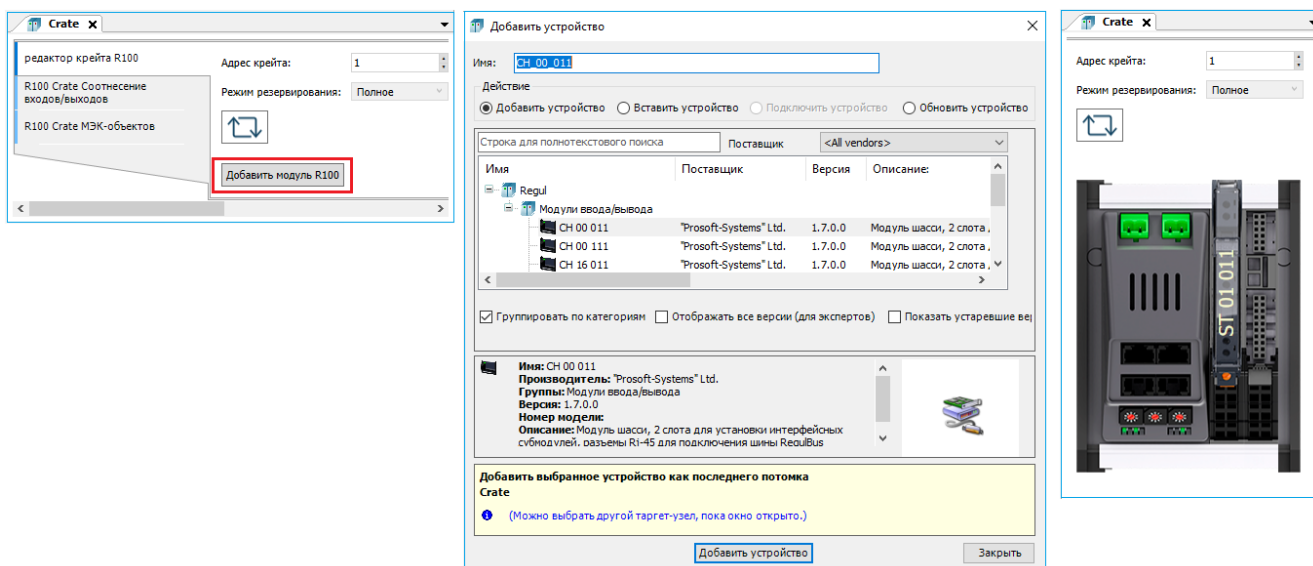 Crate
редактор крейта R100
R100 Crate Соотнесение
входов/выходов
R100 Crate МЭК-объектов
Адрес крейта:
1
Режим резервирования:
Полное
Добавить модуль R100
Добавить устройство
Имя:
CH_00_011
Действие
Добавить устройство
Вставить устройство
Подключить устройство
Обновить устройство
Строка для полнотекстового поиска
Поставщик
<All vendors>
Имя Поставщик Версия Описание:
Regul
Модули ввода/вывода
CH 00 011 "Prosoft-Systems" Ltd. 1.7.0.0 Модуль шасси, 2 слота
CH 00 111 "Prosoft-Systems" Ltd. 1.7.0.0 Модуль шасси, 2 слота
CH 16 011 "Prosoft-Systems" Ltd. 1.7.0.0 Модуль шасси, 2 слота
Группировать по категориям
Отображать все версии (для экспертов)
Показать устаревшие
Имя: CH 00 011
Производитель: "Prosoft-Systems" Ltd.
Группы: Модули ввода/вывода
Версия: 1.7.0.0
Номер модели:
Описание: Модуль шасси, 2 слота для установки интерфейсных
субмодулей, разъемы Rj-45 для подключения шины RegulBus
Добавить выбранное устройство как последнего потомка
Crate
(Можно выбрать другой таргет-узел, пока окно открыто.)
Добавить устройство
Закрыть
Crate
Адрес крейта:
1
Режим резервирования:
Полное
ST 01 011